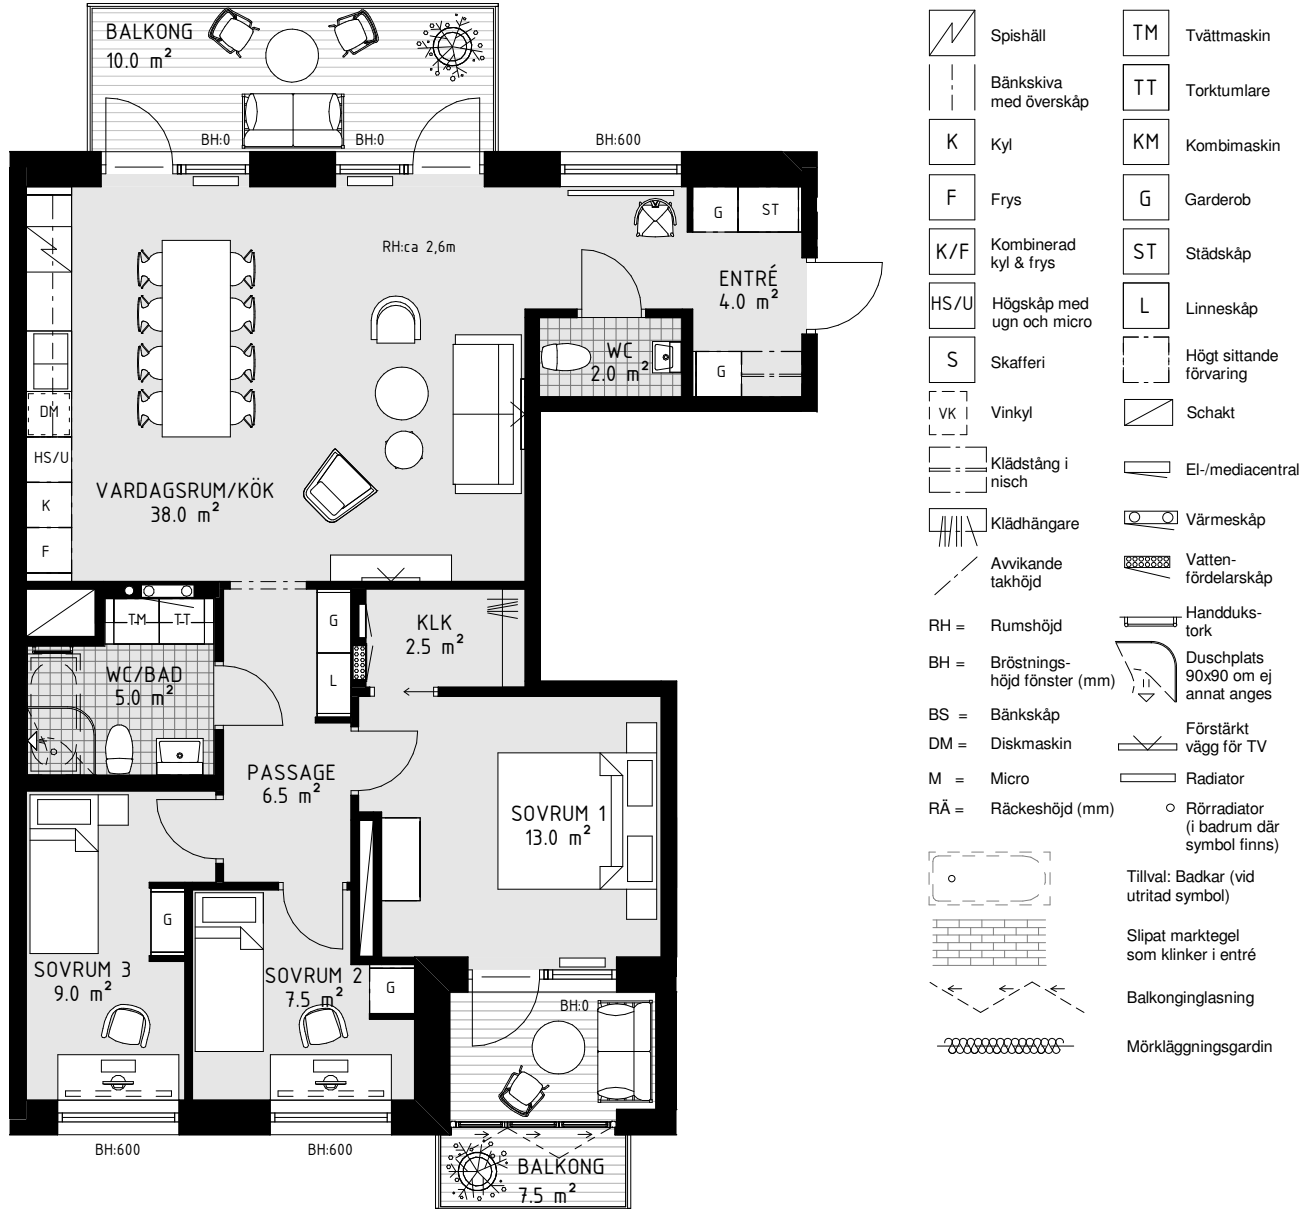 BALKONG
10.0 m²
BH:0
BH:0
BH:600
RH:ca 2,6m
G
ST
ENTRÉ
4.0 m²
WC
2.0 m²
G
DM
HS/U
K
F
VARDAGSRUM/KÖK
38.0 m²
TM
TT
G
L
KLK
2.5 m²
WC/BAD
5.0 m²
PASSAGE
6.5 m²
SOVRUM 1
13.0 m²
G
SOVRUM 3
9.0 m²
SOVRUM 2
7.5 m²
G
BH:0
BH:600
BH:600
BALKONG
7.5 m²
Spishäll
Bänkskiva
med överskåp
K
Kyl
F
Frys
K/F
Kombinerad
kyl & frys
HS/U
Högskåp med
ugn och micro
S
Skafferi
VK
Vinkyl
Klädstång i
nisch
Klädhängare
Avvikande
takhöjd
RH = Rumshöjd
BH = Bröstnings-
höjd fönster (mm)
BS = Bänkskåp
DM = Diskmaskin
M = Micro
RÄ = Räckeshöjd (mm)
TM
Tvättmaskin
TT
Torktumlare
KM
Kombimaskin
G
Garderob
ST
Städskåp
L
Linneskåp
Högt sittande
förvaring
Schakt
El-/mediacentral
Värmeskåp
Vatten-
fördelarskåp
Handduks-
tork
Duschplats
90x90 om ej
annat anges
Förstärkt
vägg för TV
Radiator
Rörradiator
(i badrum där
symbol finns)
Tillval: Badkar (vid
utritad symbol)
Slipat marktegel
som klinker i entré
Balkonginglasning
Mörkläggningsgardin